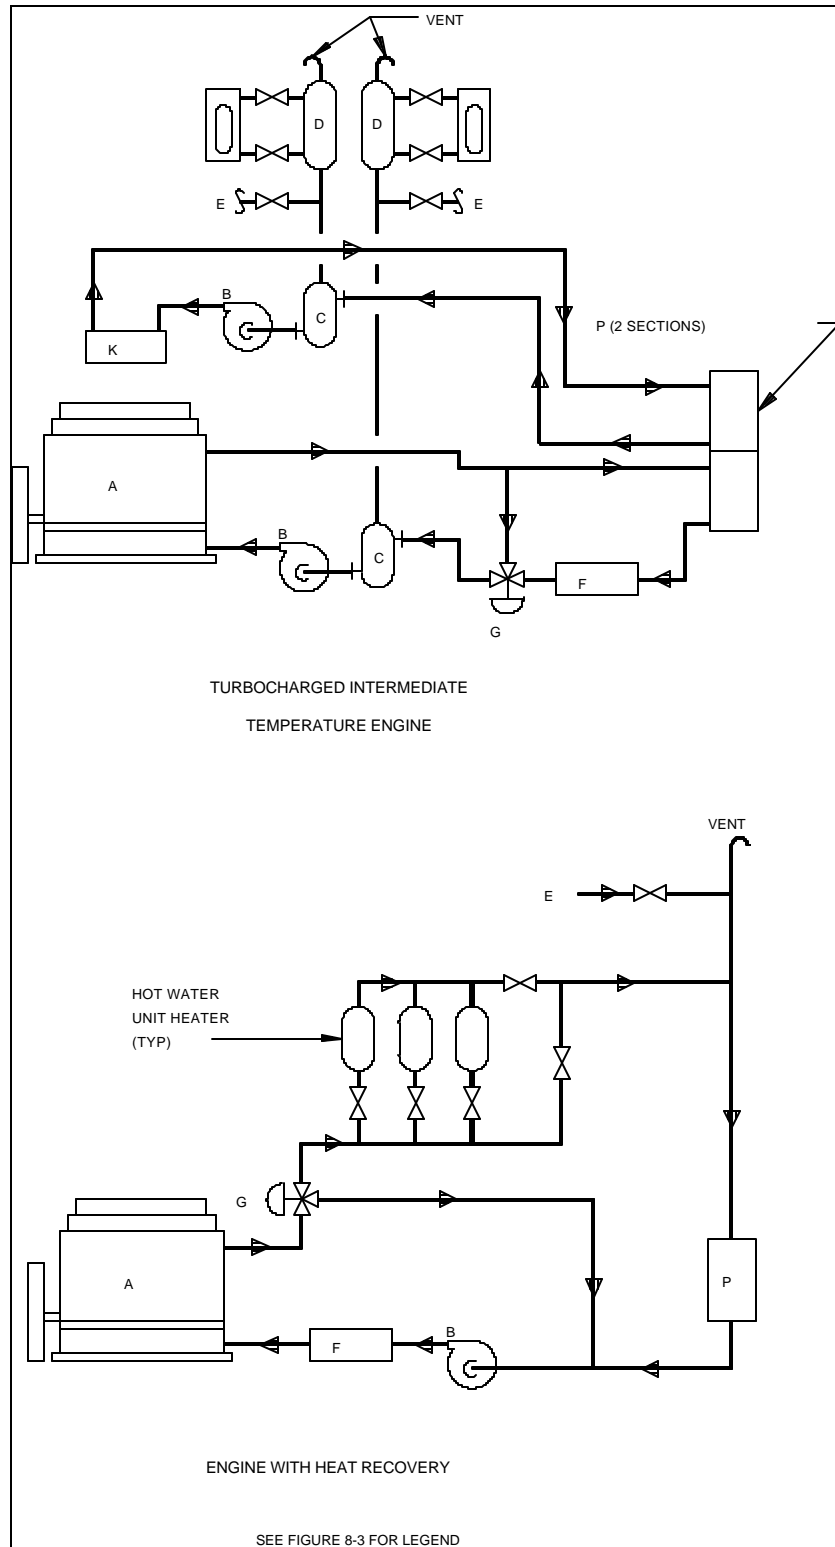 VENT
D
D
E
E
B
C
P (2 SECTIONS)
K
A
B
C
F
G
TURBOCHARGED INTERMEDIATE
TEMPERATURE ENGINE
VENT
E
HOT WATER
UNIT HEATER
(TYP)
G
A
P
B
F
ENGINE WITH HEAT RECOVERY
SEE FIGURE 8-3 FOR LEGEND